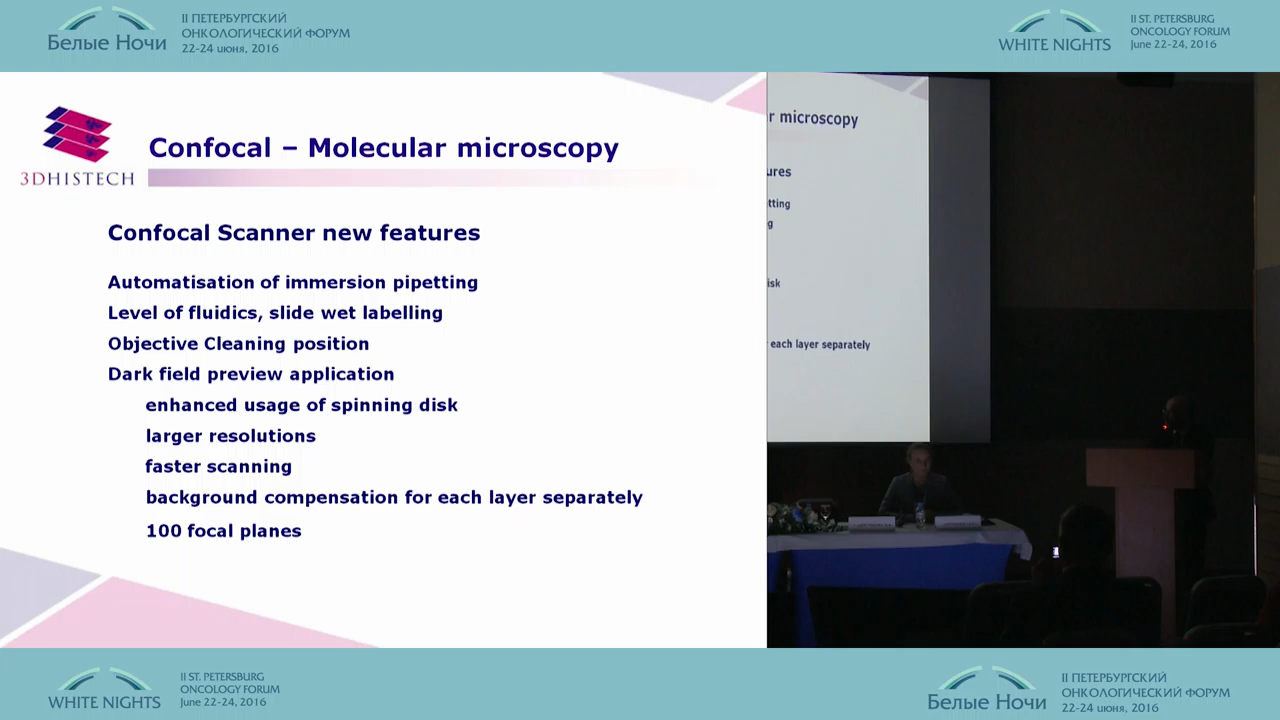 II ПЕТЕРБУРГСКИЙ
ОНКОЛОГИЧЕСКИЙ ФОРУМ
22-24 июня, 2016
Белые Ночи
WHITE NIGHTS
II ST. PETERSBURG
ONCOLOGY FORUM
June 22-24, 2016
3DHISTECH
Confocal – Molecular microscopy
Confocal Scanner new features
Automatisation of immersion pipetting
Level of fluidics, slide wet labelling
Objective Cleaning position
Dark field preview application
enhanced usage of spinning disk
larger resolutions
faster scanning
background compensation for each layer separately
100 focal planes
r microscopy
ures
tting
g
isk
each layer separately
WHITE NIGHTS
II ST. PETERSBURG
ONCOLOGY FORUM
June 22-24, 2016
Белые Ночи
II ПЕТЕРБУРГСКИЙ
ОНКОЛОГИЧЕСКИЙ ФОРУМ
22-24 июня, 2016